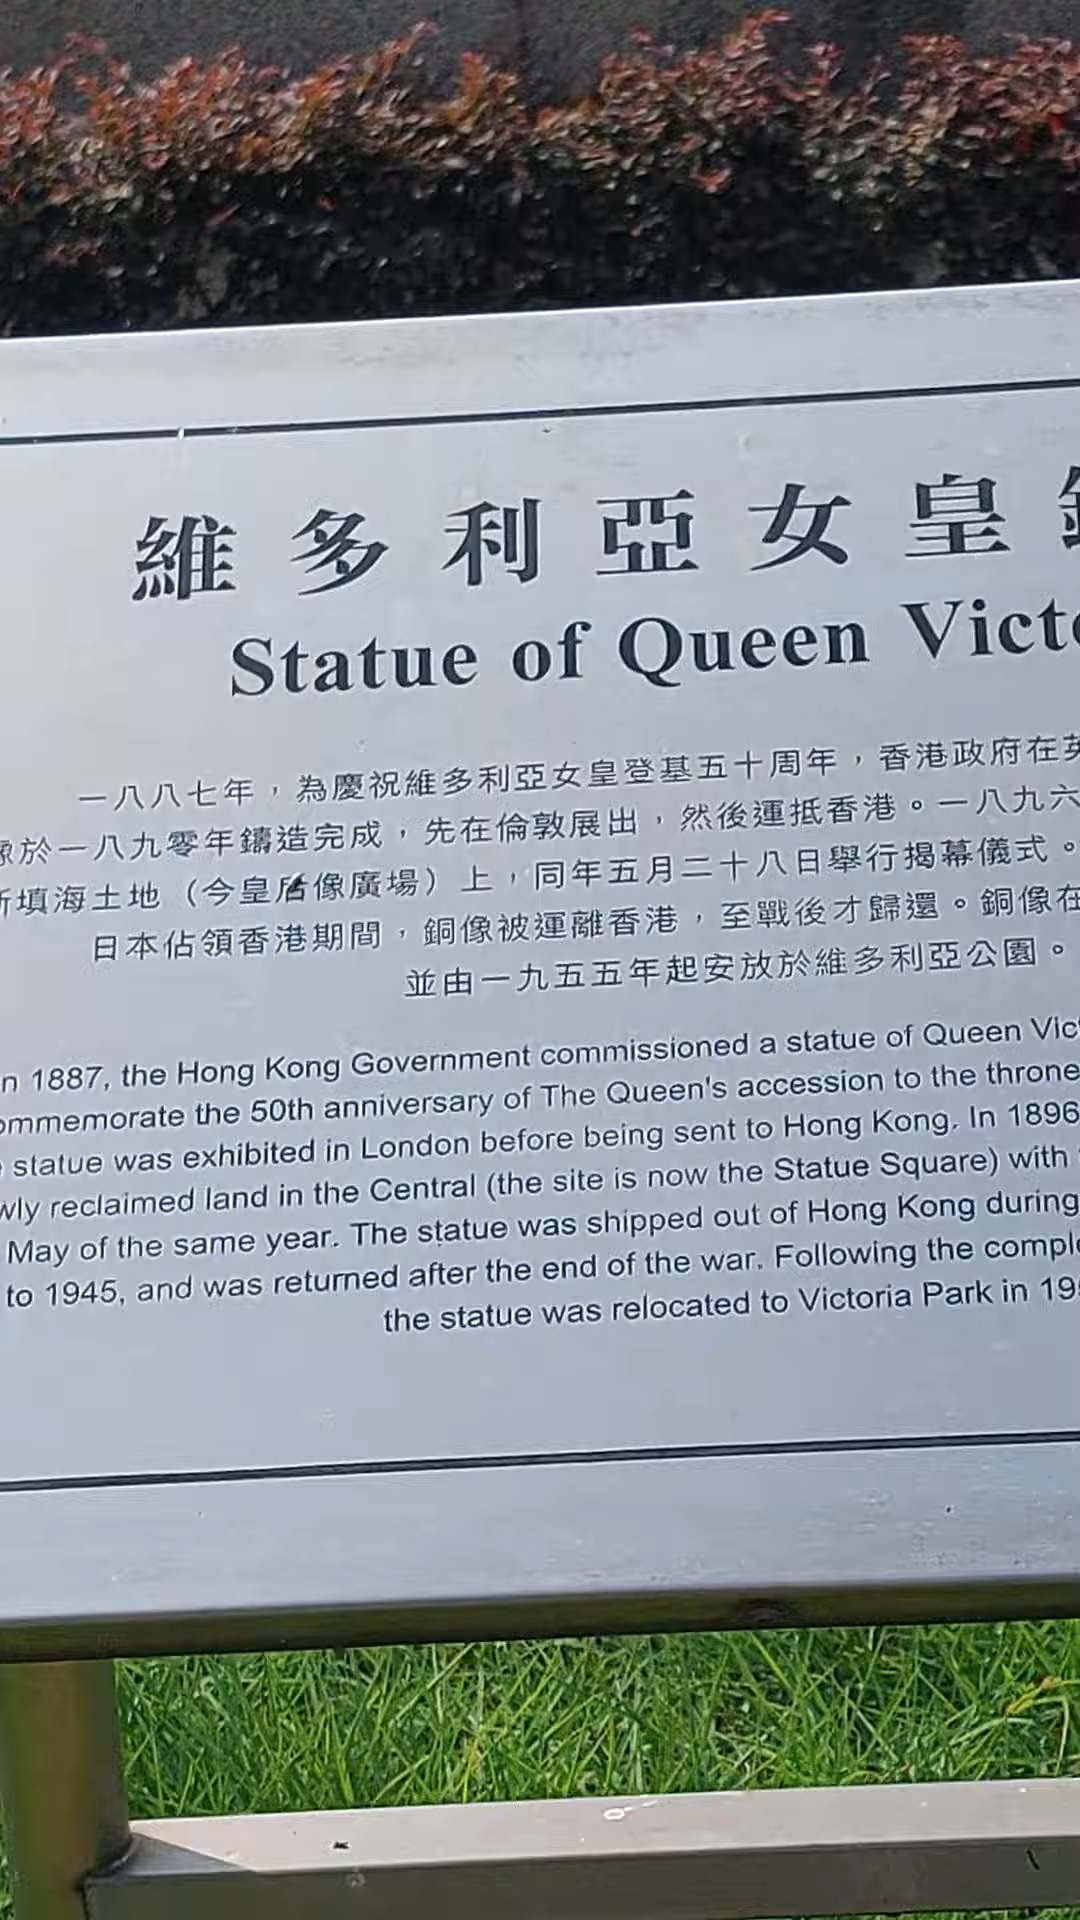 維多利亞女皇
Statue of Queen
一八八七年，為慶祝維多利亞女皇登基五十周年，香港政府在
像於一八九零年鑄造完成，先在倫敦展出，然後運抵香港。一八九六
填海土地（今皇后像廣場）上，同年五月二十八日舉行揭幕儀式。
日本佔領香港期間，銅像被運離香港，至戰後才歸還。銅像在
並由一九五五年起安放於維多利亞公園。
n 1887, the Hong Kong Government commissioned a statue of Queen
ommemorate the 50th anniversary of The Queen's accession to the throne
statue was exhibited in London before being sent to Hong Kong. In 1896
wly reclaimed land in the Central (the site is now the Statue Square) with
May of the same year. The statue was shipped out of Hong Kong during
to 1945, and was returned after the end of the war. Following the
the statue was relocated to Victoria Park in